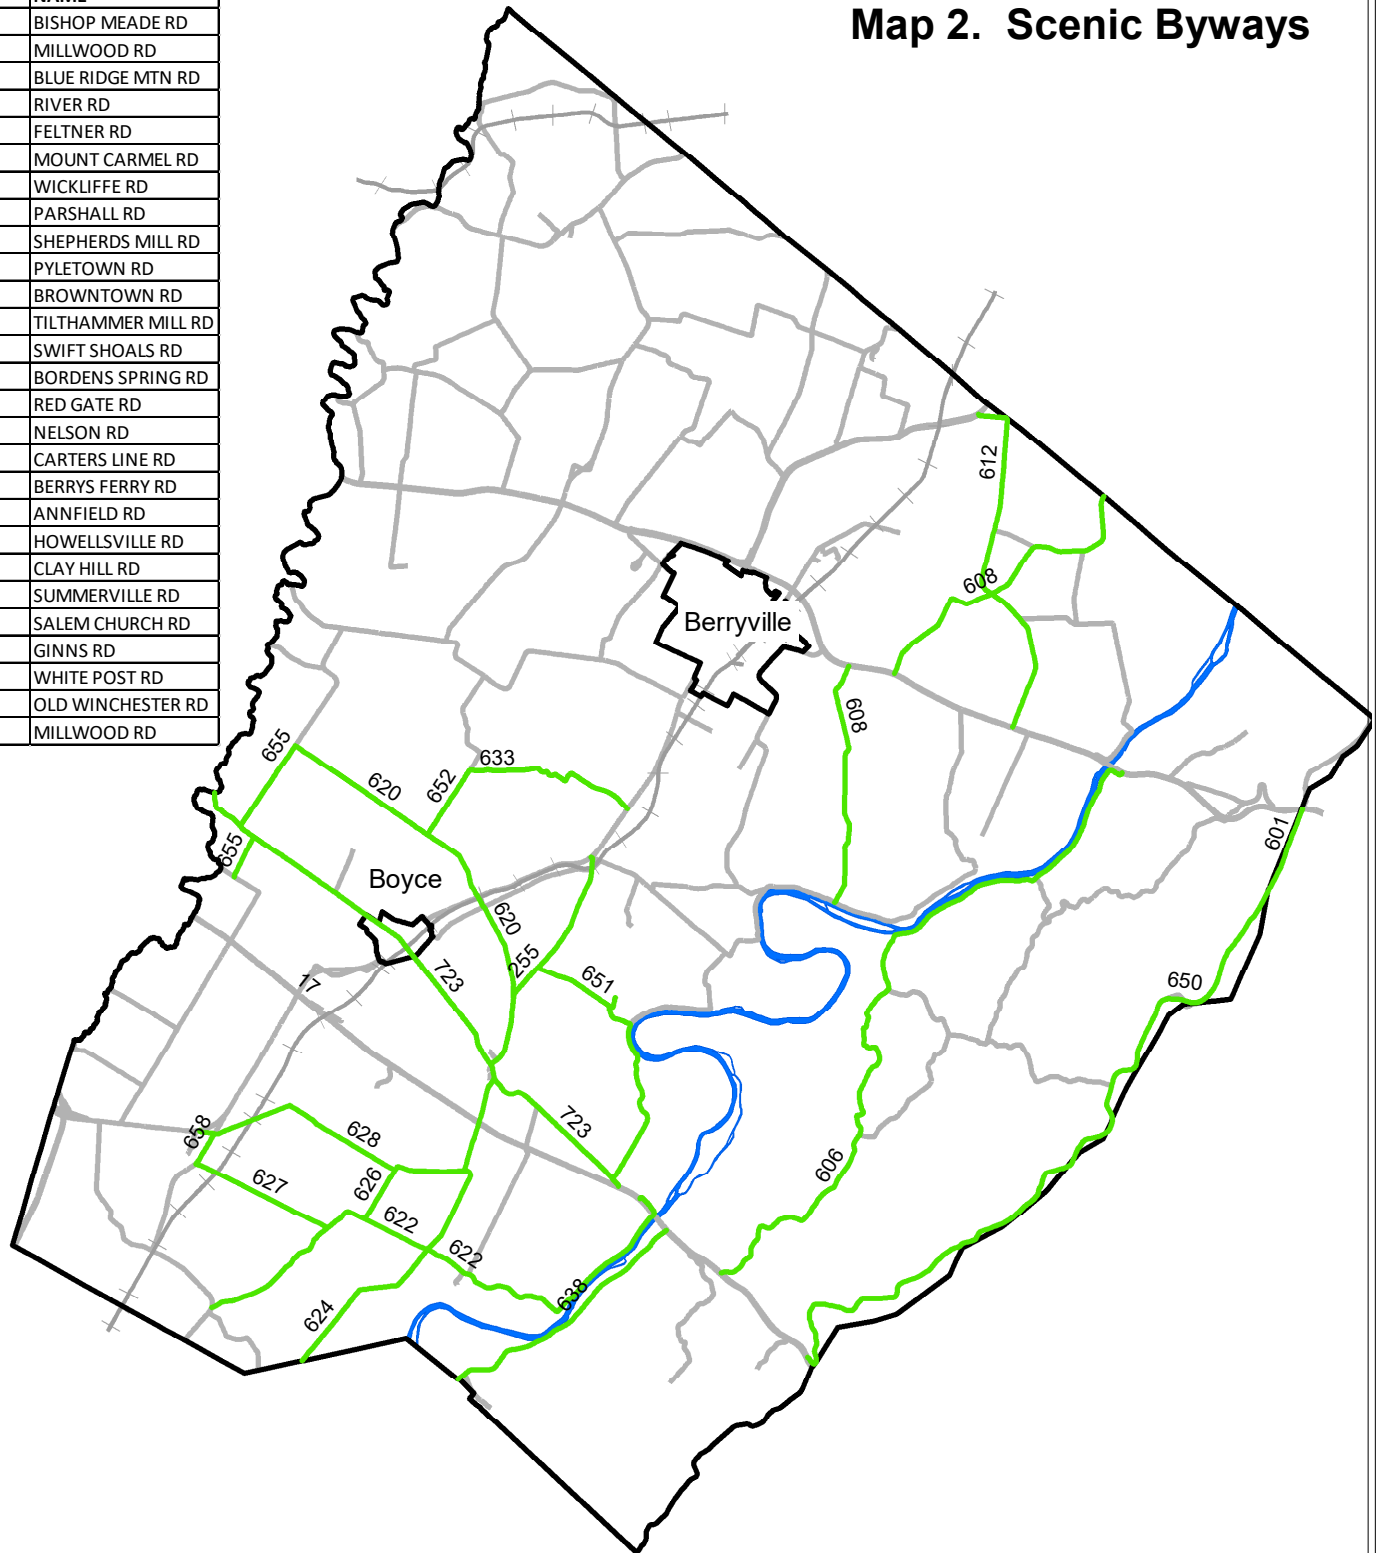 Map 2. Scenic Byways
NAME
BISHOP MEADE RD
MILLWOOD RD
BLUE RIDGE MTN RD
RIVER RD
FELTNER RD
MOUNT CARMEL RD
WICKLIFFE RD
PARSHALL RD
SHEPHERDS MILL RD
PYLETOWN RD
BROWNTOWN RD
TILTHAMMER MILL RD
SWIFT SHOALS RD
BORDENS SPRING RD
RED GATE RD
NELSON RD
CARTERS LINE RD
BERRYS FERRY RD
ANNFIELD RD
HOWELLSVILLE RD
CLAY HILL RD
SUMMERVILLE RD
SALEM CHURCH RD
GINNS RD
WHITE POST RD
OLD WINCHESTER RD
MILLWOOD RD
612
608
Berryville
608
655
620
652
633
601
655
Boyce
620
255
723
651
17
650
658
628
723
626
627
606
622
622
638
624